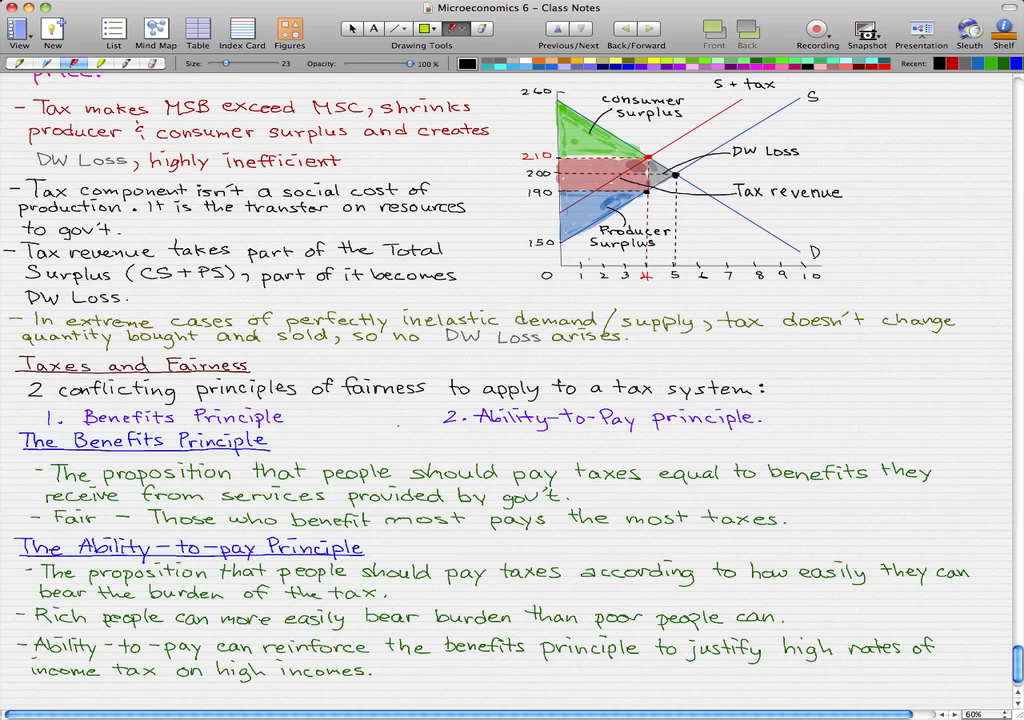 Microeconomics 6 - Class Notes
View New List Mind Map Table Index Card Figures Drawing Tools Previous/Next Back/Forward Front Back Recording Snapshot Presentation Sleuth Shelf
Size: 23 Opacity: 100 % Recent:
price.
- Tax makes MSB exceed MSC, shrinks
producer & consumer surplus and creates
DW Loss, highly inefficient
- Tax component isn't a social cost of
production. It is the transfer on resources
to gov't.
- Tax revenue takes part of the Total
Surplus (CS + PS), part of it becomes
DW Loss.
240
210
200
190
150
0 1 2 3 4 5 6 7 8 9 10
consumer
surplus
S + tax
S
DW Loss
Tax revenue
Producer
Surplus
D
- In extreme cases of perfectly inelastic demand/supply, tax doesn't change
quantity bought and sold, so no DW Loss arises.
Taxes and Fairness
2 conflicting principles of fairness to apply to a tax system:
1. Benefits Principle 2. Ability-to-Pay principle.
The Benefits Principle
- The proposition that people should pay taxes equal to benefits they
receive from services provided by gov't.
- Fair - Those who benefit most pays the most taxes.
The Ability-to-pay Principle
- The proposition that people should pay taxes according to how easily they can
bear the burden of the tax.
- Rich people can more easily bear burden than poor people can.
- Ability-to-pay can reinforce the benefits principle to justify high rates of
income tax on high incomes.
60%